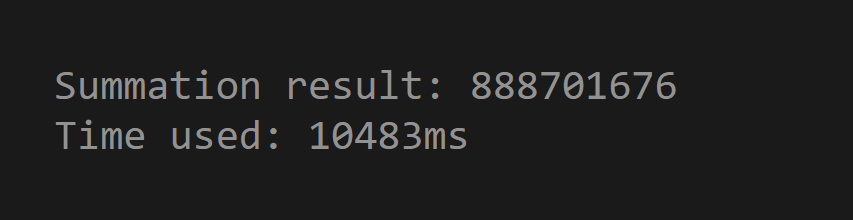 Summation result: 888701676
Time used: 10483ms